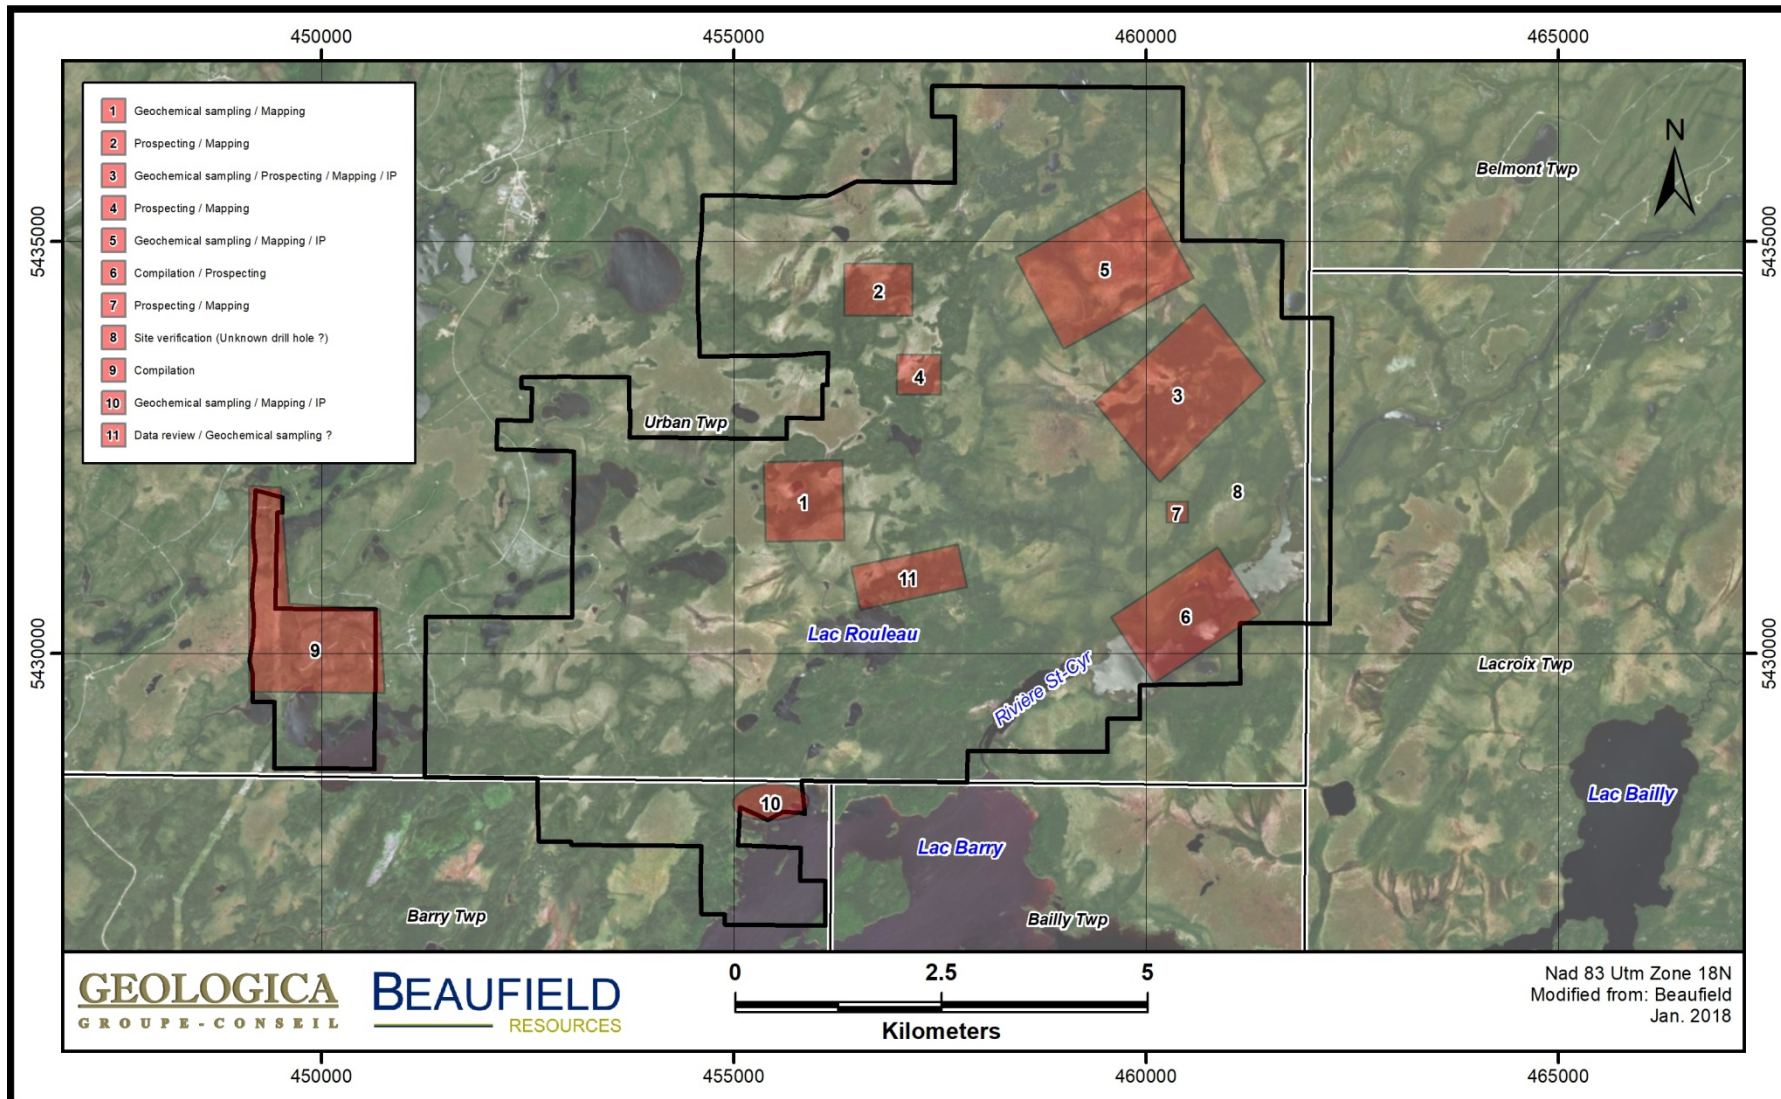 450000 455000 460000 465000
1 Geochemical sampling / Mapping
2 Prospecting / Mapping
3 Geochemical sampling / Prospecting / Mapping / IP
4 Prospecting / Mapping
5 Geochemical sampling / Mapping / IP
6 Compilation / Prospecting
7 Prospecting / Mapping
8 Site verification (Unknown drill hole ?)
9 Compilation
10 Geochemical sampling / Mapping / IP
11 Data review / Geochemical sampling ?
N
Belmont Twp
5435000
5435000
5
2
4
3
Urban Twp
8
1
7
11
6
Lac Rouleau
9
5430000
Lacroix Twp
5430000
Rivière St-Cyr
Lac Bailly
10
Lac Barry
Barry Twp
Bailly Twp
GEOLOGICA
GROUPE-CONSEIL
BEAUFIELD
RESOURCES
0 2.5 5
Kilometers
Nad 83 Utm Zone 18N
Modified from: Beaufield
Jan. 2018
450000 455000 460000 465000